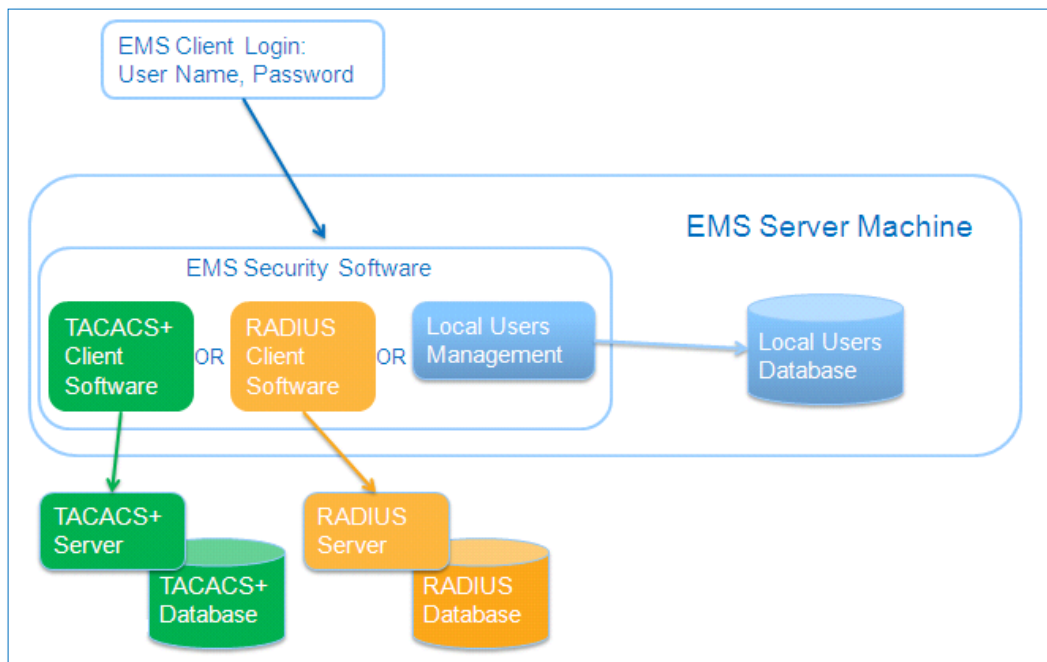 EMS Client Login:
User Name, Password
EMS Server Machine
EMS Security Software
TACACS+
Client
Software
OR
RADIUS
Client
Software
OR
Local Users
Management
Local Users
Database
TACACS+
Server
TACACS+
Database
RADIUS
Server
RADIUS
Database